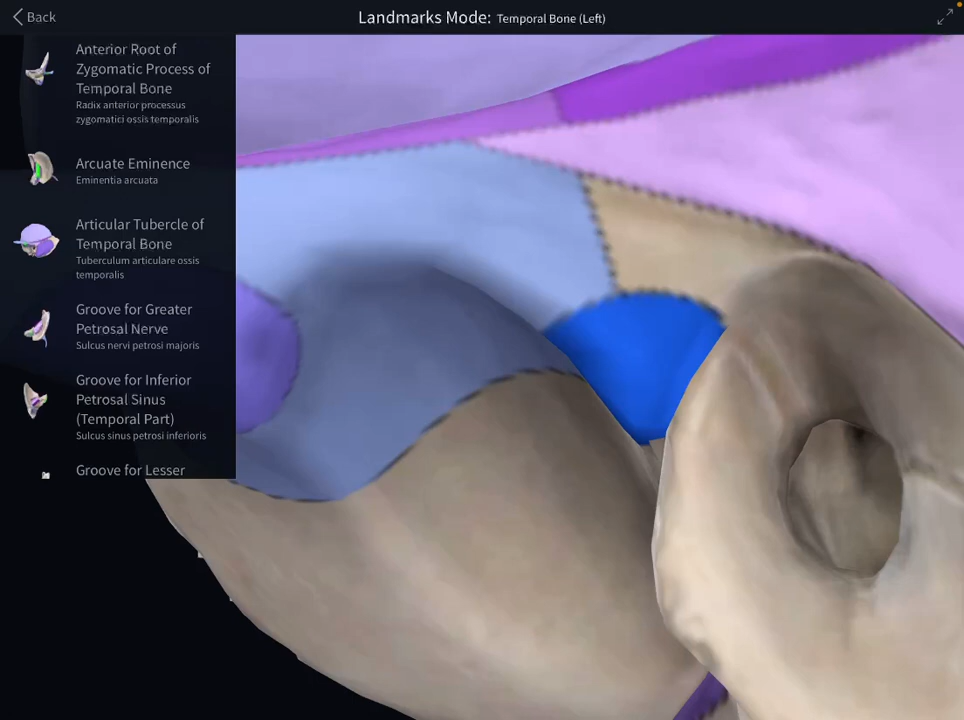 Back
Landmarks Mode: Temporal Bone (Left)
Anterior Root of
Zygomatic Process of
Temporal Bone
Radix anterior processus
zygomatici ossis temporalis
Arcuate Eminence
Eminentia arcuata
Articular Tubercle of
Temporal Bone
Tuberculum articulare ossis
temporalis
Groove for Greater
Petrosal Nerve
Sulcus nervi petrosi majoris
Groove for Inferior
Petrosal Sinus
(Temporal Part)
Sulcus sinus petrosi inferioris
Groove for Lesser